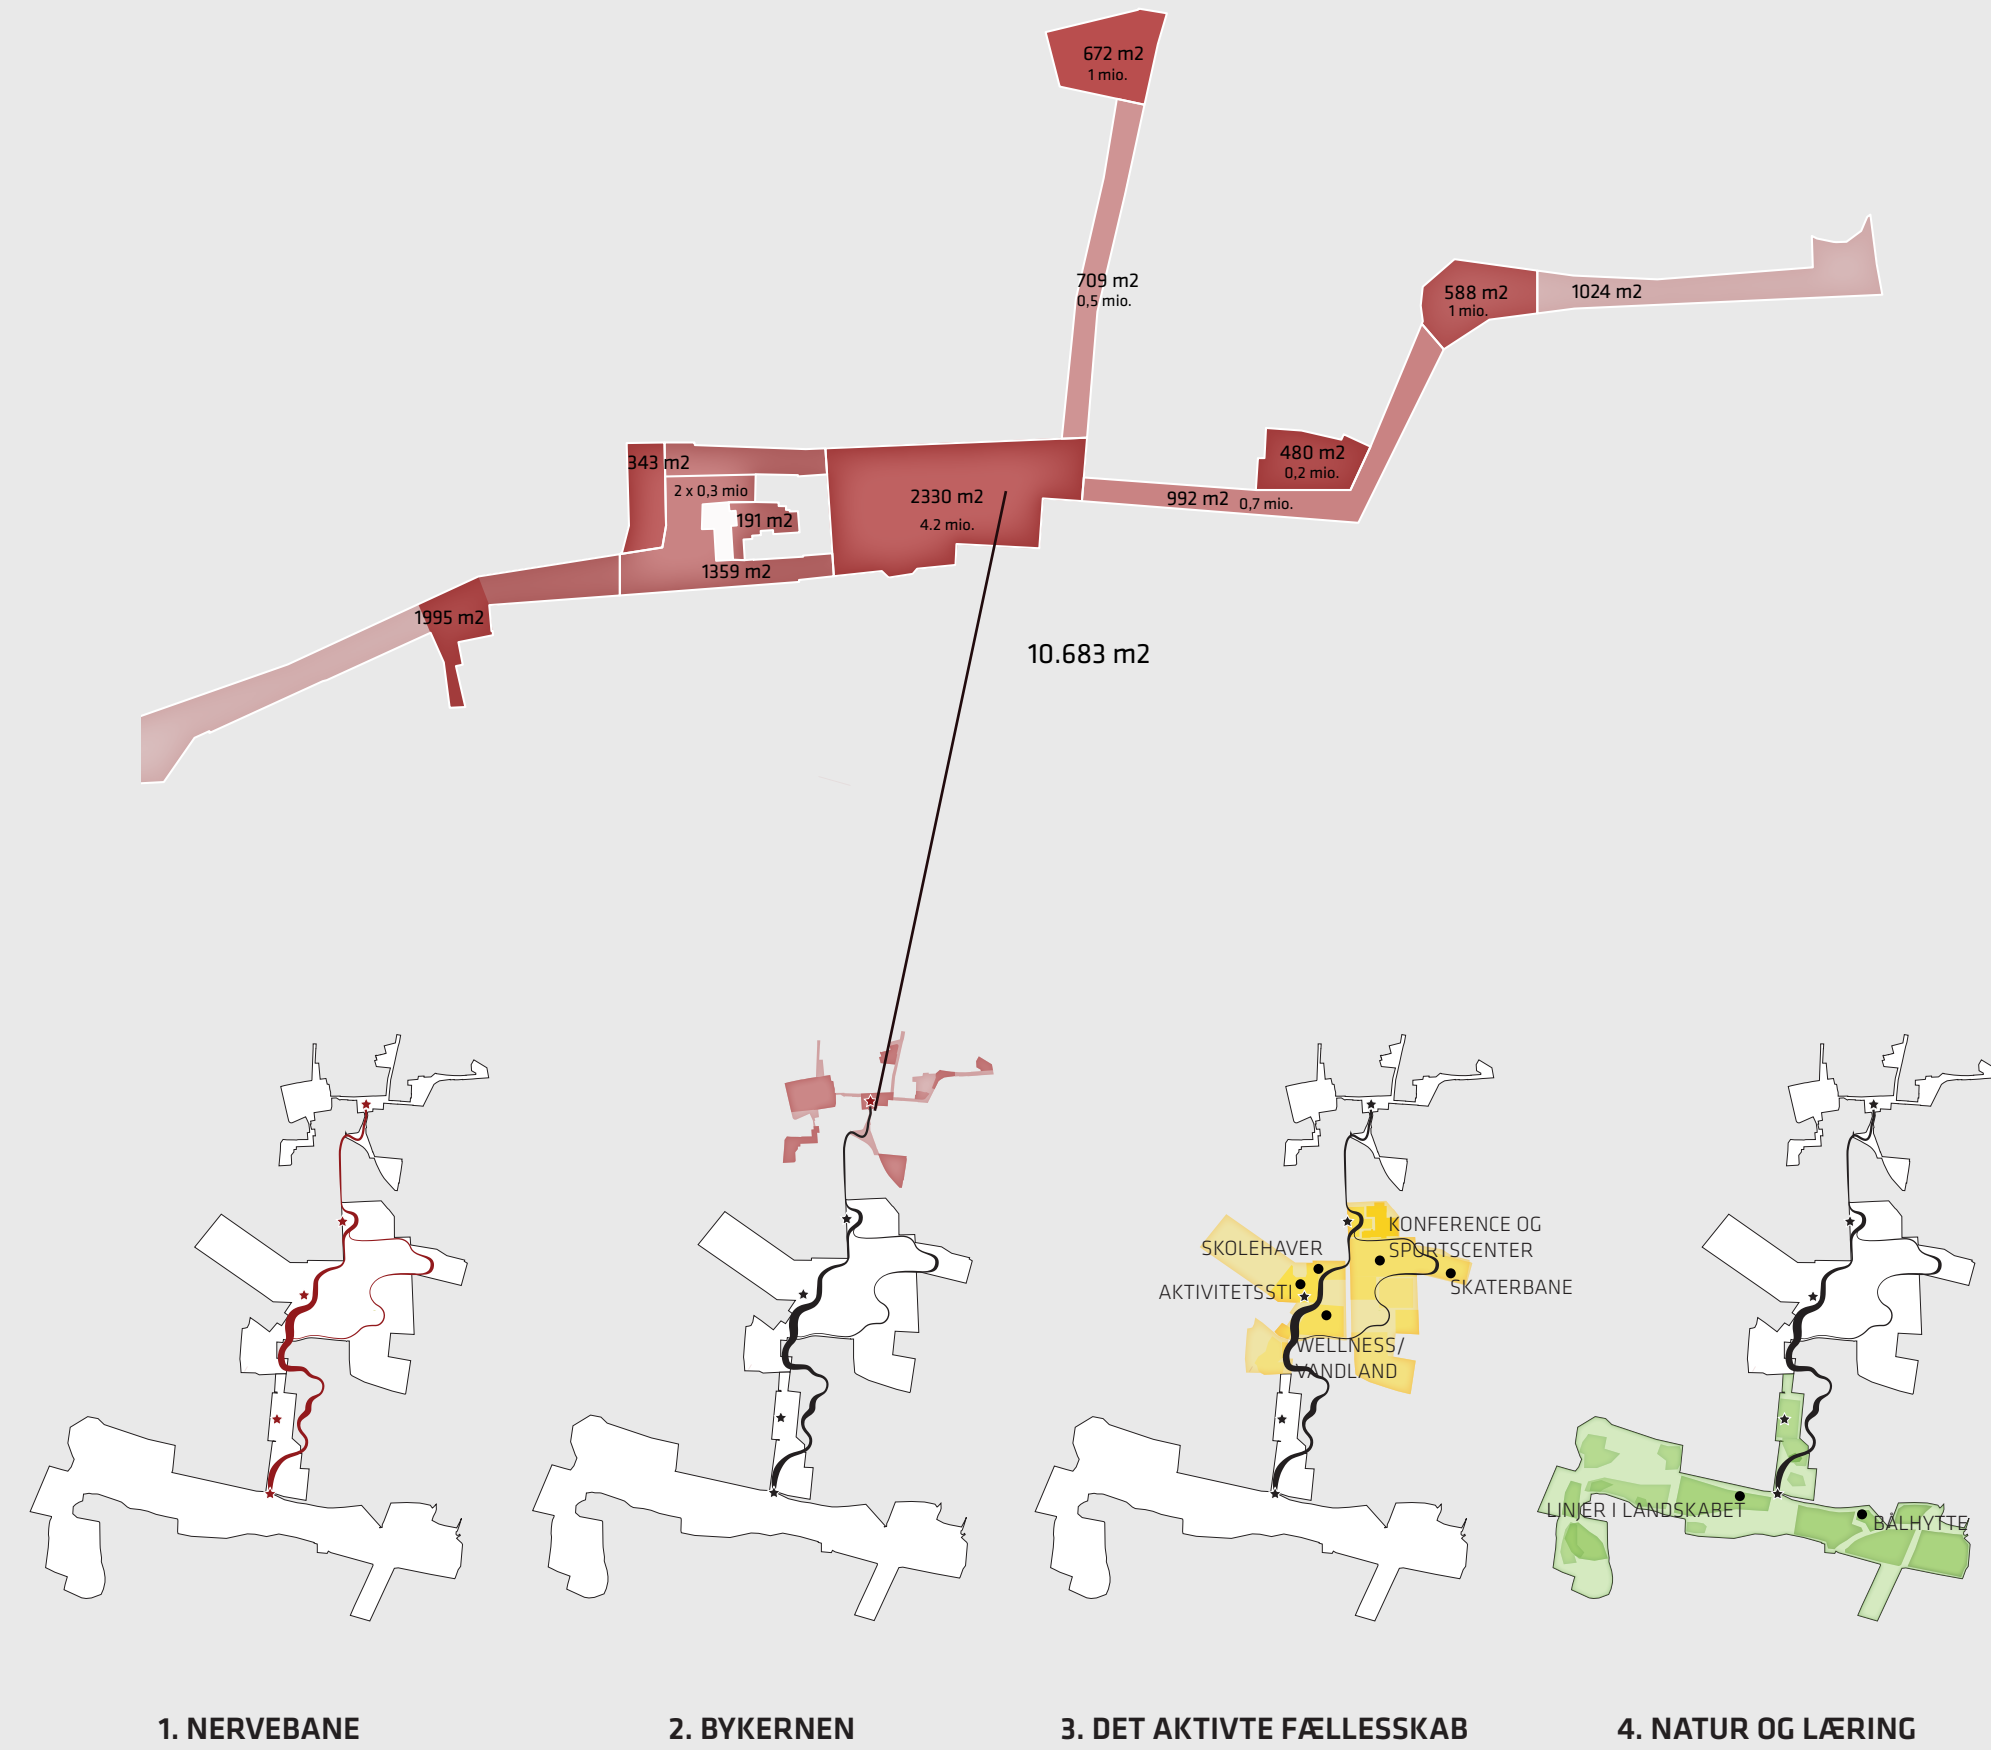 672 m2
1 mio.
709 m2
0,5 mio.
588 m2
1 mio.
1024 m2
343 m2
2 x 0,3 mio
191 m2
1359 m2
2330 m2
4.2 mio.
480 m2
0,2 mio.
992 m2 0,7 mio.
1995 m2
10.683 m2
KONFERENCE OG
SPORTSCENTER
SKOLEHAVER
AKTIVITETSSTI
SKATERBANE
WELLNESS/
VANDLAND
LINJER I LANDSKABET
BÅLHYTTE
1. NERVEBANE
2. BYKERNEN
3. DET AKTIVTE FÆLLESSKAB
4. NATUR OG LÆRING